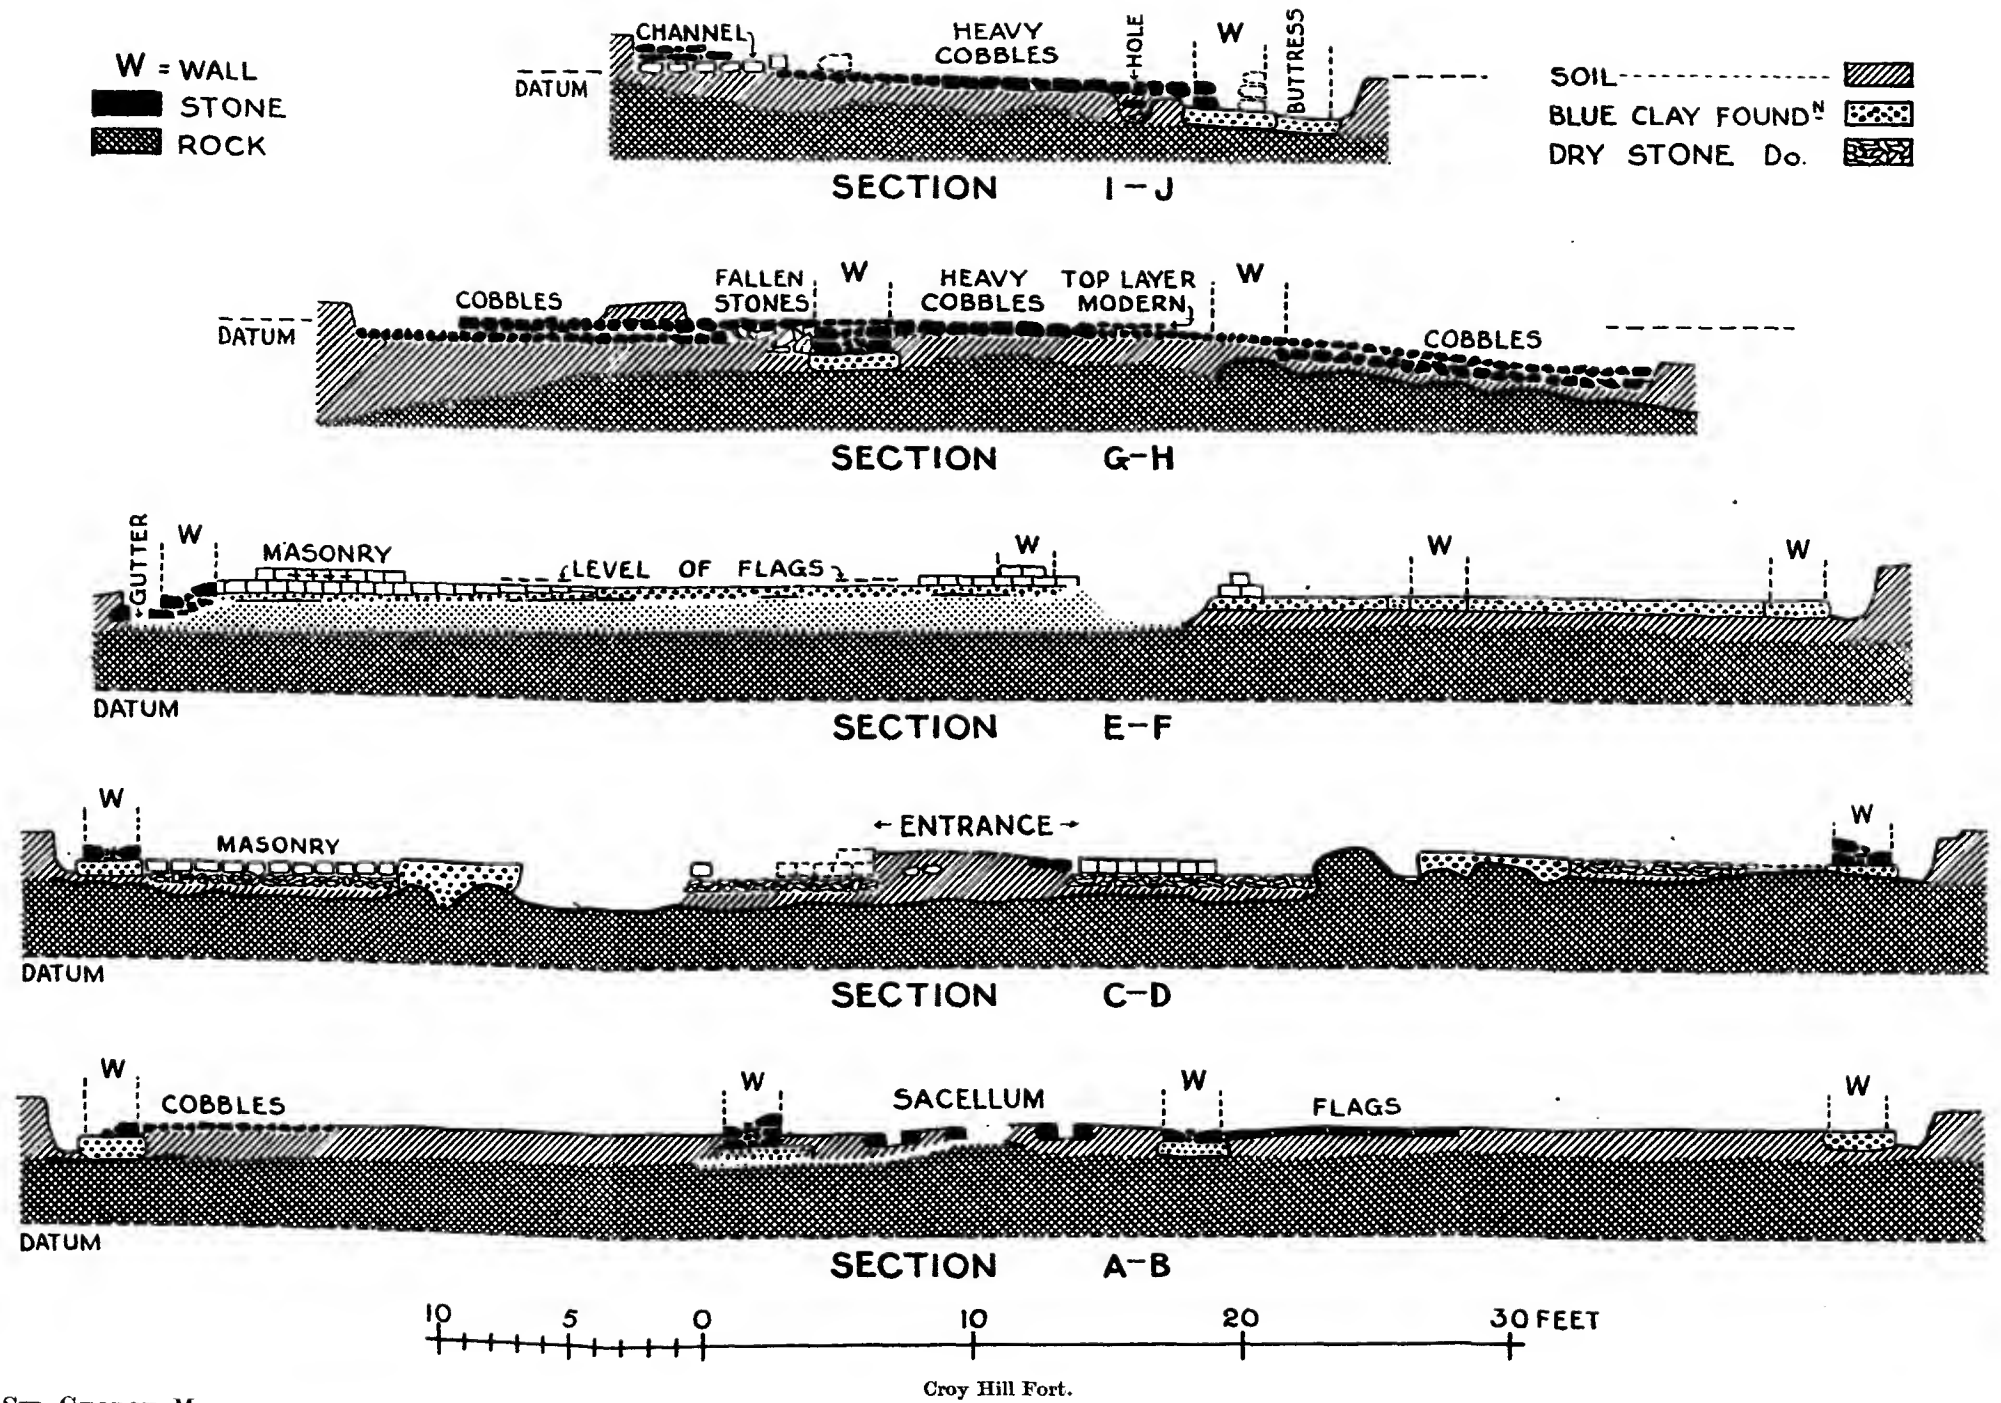 W = WALL
STONE
ROCK
SOIL
BLUE CLAY FOUNDᴺ
DRY STONE Do.
CHANNEL
HEAVY
COBBLES
HOLE
W
BUTTRESS
DATUM
SECTION I-J
COBBLES
FALLEN
STONES
W
HEAVY
COBBLES
TOP LAYER
MODERN
W
COBBLES
DATUM
SECTION G-H
GUTTER
W
MASONRY
LEVEL OF FLAGS
W
W
W
DATUM
SECTION E-F
W
MASONRY
ENTRANCE
W
DATUM
SECTION C-D
W
COBBLES
W
SACELLUM
W
FLAGS
W
DATUM
SECTION A-B
10 5 0 10 20 30 FEET
Croy Hill Fort.